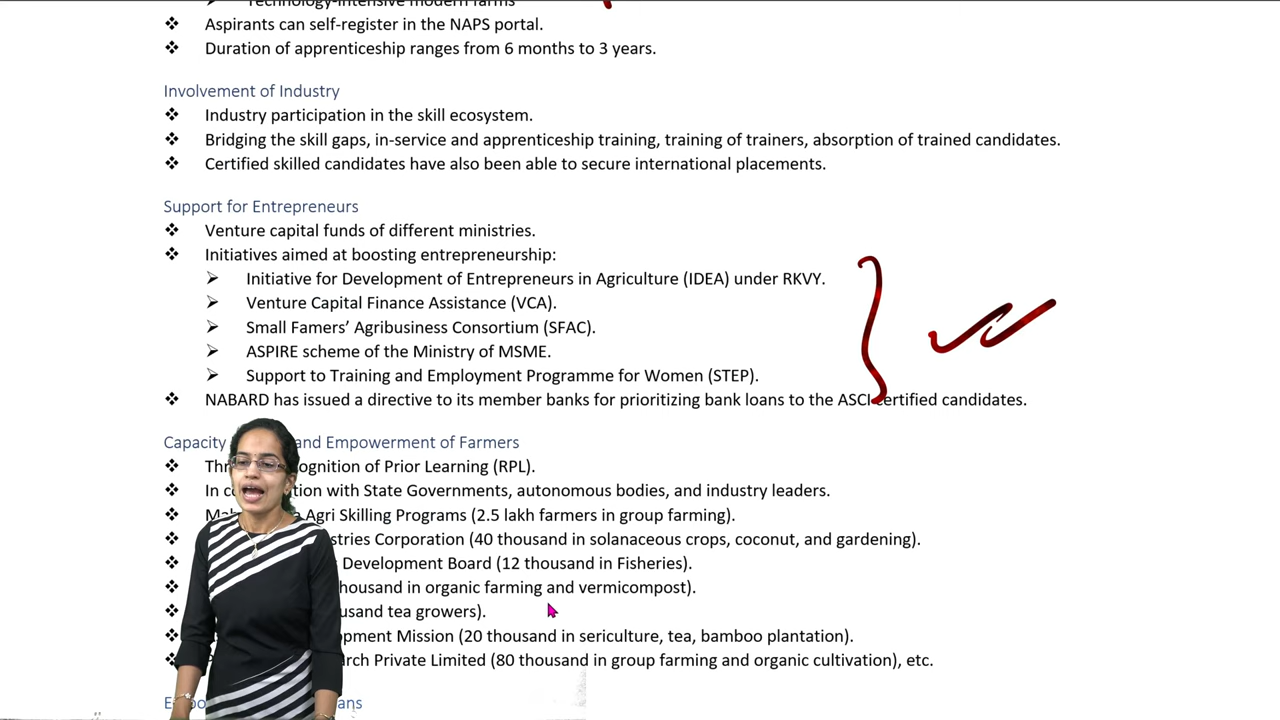 Technology-intensive modern farms
❖ Aspirants can self-register in the NAPS portal.
❖ Duration of apprenticeship ranges from 6 months to 3 years.
Involvement of Industry
❖ Industry participation in the skill ecosystem.
❖ Bridging the skill gaps, in-service and apprenticeship training, training of trainers, absorption of trained candidates.
❖ Certified skilled candidates have also been able to secure international placements.
Support for Entrepreneurs
❖ Venture capital funds of different ministries.
❖ Initiatives aimed at boosting entrepreneurship:
➢ Initiative for Development of Entrepreneurs in Agriculture (IDEA) under RKVY.
➢ Venture Capital Finance Assistance (VCA).
➢ Small Famers’ Agribusiness Consortium (SFAC).
➢ ASPIRE scheme of the Ministry of MSME.
➢ Support to Training and Employment Programme for Women (STEP).
❖ NABARD has issued a directive to its member banks for prioritizing bank loans to the ASCI certified candidates.
Capacity and Empowerment of Farmers
❖ of Prior Learning (RPL).
❖ In with State Governments, autonomous bodies, and industry leaders.
❖ Agri Skilling Programs (2.5 lakh farmers in group farming).
❖ Corporation (40 thousand in solanaceous crops, coconut, and gardening).
❖ Development Board (12 thousand in Fisheries).
❖ thousand in organic farming and vermicompost).
❖ tea growers).
Mission (20 thousand in sericulture, tea, bamboo plantation).
Private Limited (80 thousand in group farming and organic cultivation), etc.